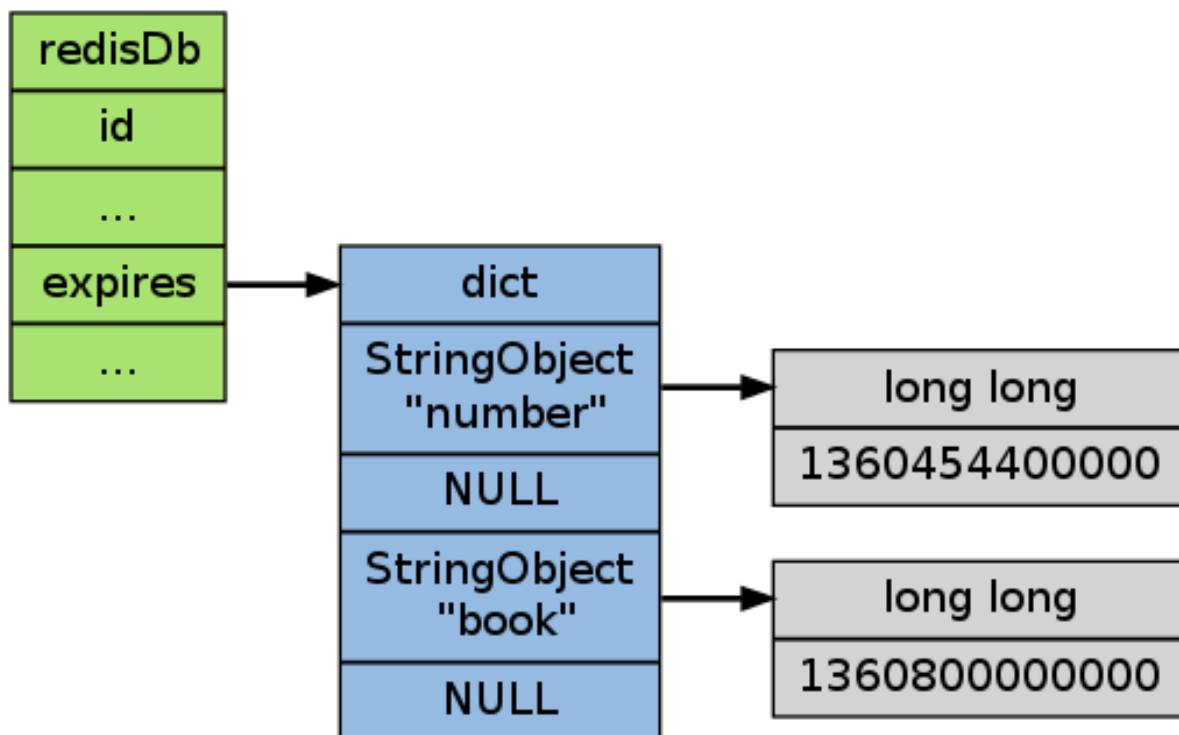 redisDb
id
...
expires
...
dict
StringObject
"number"
NULL
StringObject
"book"
NULL
long long
1360454400000
long long
1360800000000